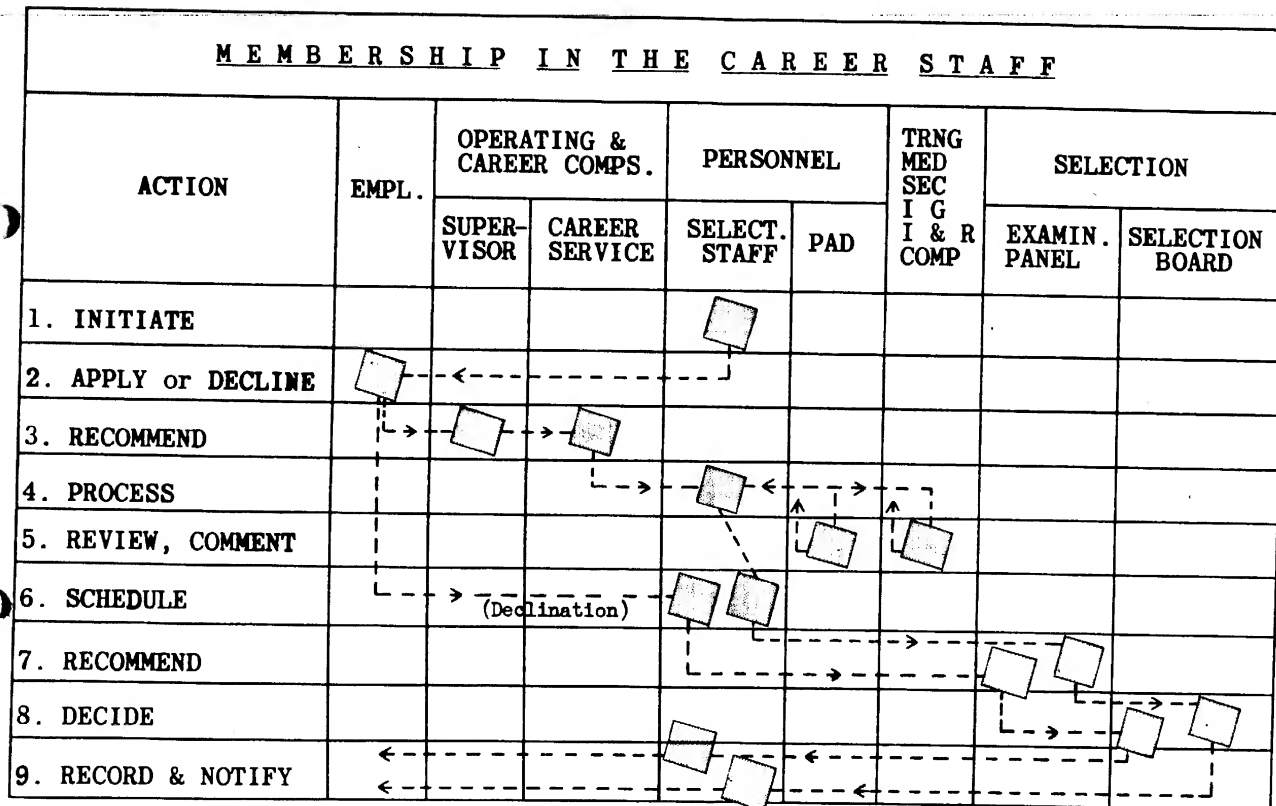 MEMBERSHIP IN THE CAREER STAFF
ACTION
EMPL.
OPERATING &
CAREER COMPS.
SUPER-
VISOR
CAREER
SERVICE
PERSONNEL
SELECT.
STAFF
PAD
TRNG
MED
SEC
I G
I & R
COMP
SELECTION
EXAMIN.
PANEL
SELECTION
BOARD
1. INITIATE
2. APPLY or DECLINE
3. RECOMMEND
4. PROCESS
5. REVIEW, COMMENT
6. SCHEDULE
(Declination)
7. RECOMMEND
8. DECIDE
9. RECORD & NOTIFY